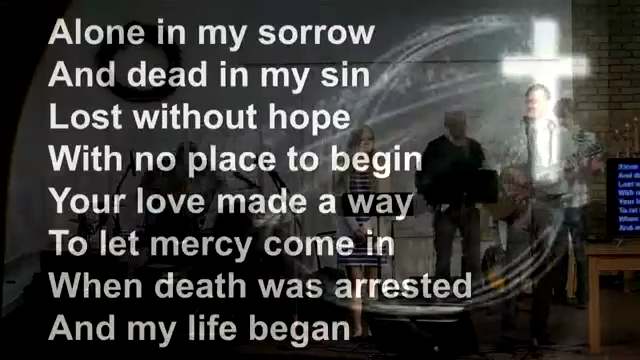 Alone in my sorrow
And dead in my sin
Lost without hope
With no place to begin
Your love made a way
To let mercy come in
When death was arrested
And my life began